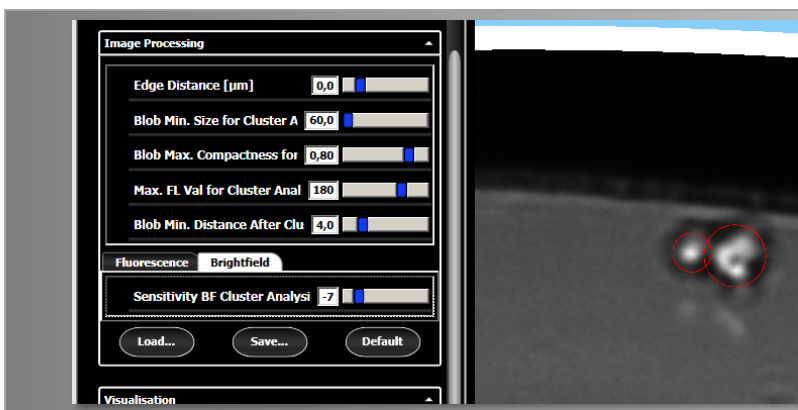 Image Processing
Edge Distance [µm] 0,0
Blob Min. Size for Cluster A 60,0
Blob Max. Compactness for 0,80
Max. FL Val for Cluster Anal 180
Blob Min. Distance After Clu 4,0
Fluorescence Brightfield
Sensitivity BF Cluster Analysi -7
Load... Save... Default
Visualisation